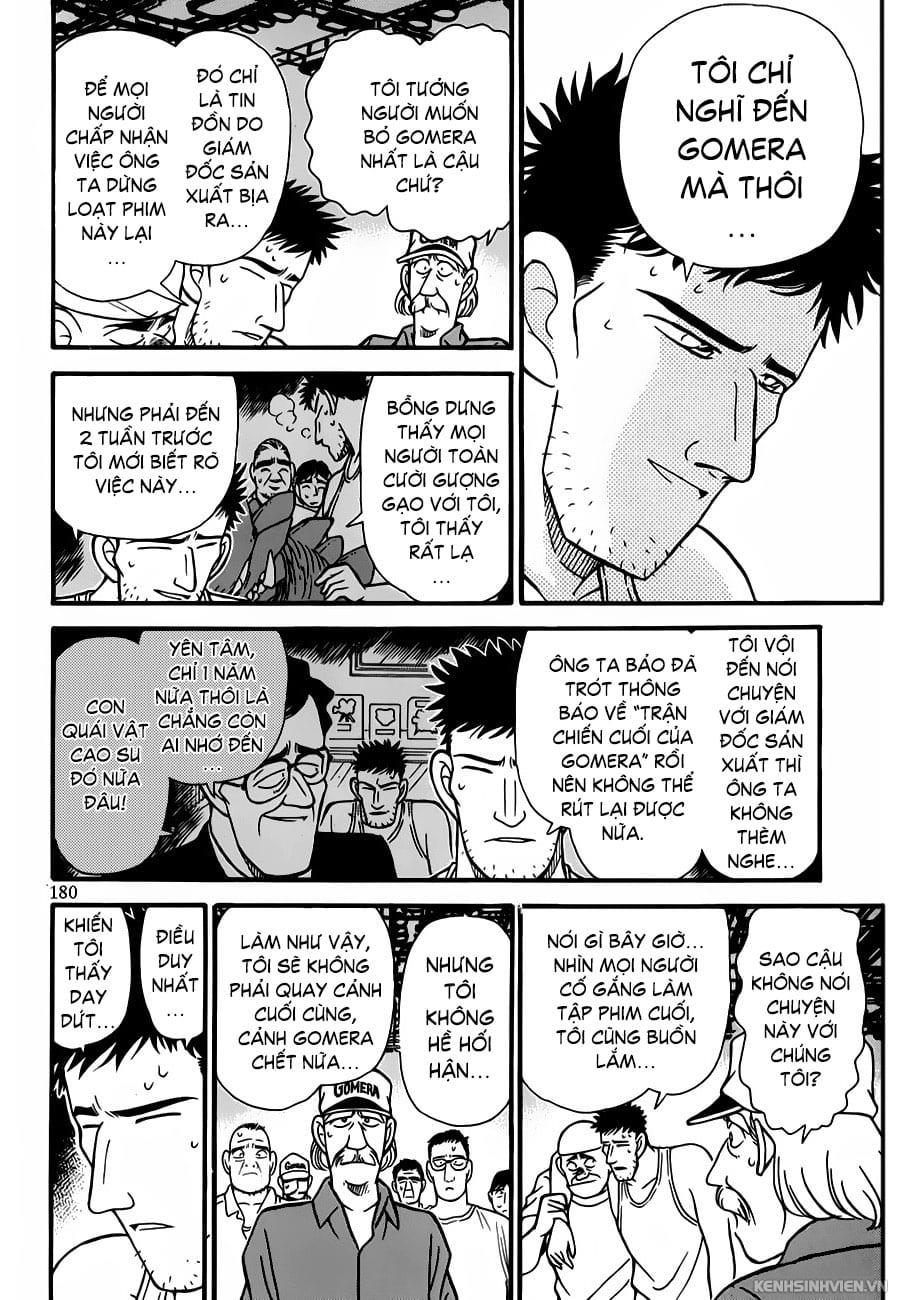 TÔI CHỈ
NGHĨ ĐẾN
GOMERA
MÀ THÔI
...
TÔI TƯỞNG
NGƯỜI MUỐN
BỎ GOMERA
NHẤT LÀ CẬU
CHỨ?
ĐÓ CHỈ
LÀ TIN
ĐỒN DO
GIÁM
ĐỐC SẢN
XUẤT BỊA
RA...
ĐỂ MỌI
NGƯỜI
CHẤP NHẬN
VIỆC ÔNG
TA DỪNG
LOẠT PHIM
NÀY LẠI
...
BỖNG DƯNG
THẤY MỌI
NGƯỜI TOÀN
CƯỜI GƯỢNG
GẠO VỚI TÔI,
TÔI THẤY
RẤT LẠ
...
NHƯNG PHẢI ĐẾN
2 TUẦN TRƯỚC
TÔI MỚI BIẾT RÕ
VIỆC NÀY...
TÔI VỘI
ĐẾN NÓI
CHUYỆN
VỚI GIÁM
ĐỐC SẢN
XUẤT THÌ
ÔNG TA
KHÔNG
THÈM
NGHE...
ÔNG TA BẢO ĐÃ
TRÓT THÔNG
BÁO VỀ “TRẬN
CHIẾN CUỐI CỦA
GOMERA” RỒI
NÊN KHÔNG THỂ
RÚT LẠI ĐƯỢC
NỮA.
YÊN TÂM,
CHỈ 1 NĂM
NỮA THÔI LÀ
CHẲNG CÒN
AI NHỚ ĐẾN
...
CON
QUÁI VẬT
CAO SU
ĐÓ NỮA
ĐÂU!
180
SAO CẬU
KHÔNG NÓI
CHUYỆN
NÀY VỚI
CHÚNG
TÔI?
NÓI GÌ BÂY GIỜ...
NHÌN MỌI NGƯỜI
CỐ GẮNG LÀM
TẬP PHIM CUỐI,
TÔI CŨNG BUỒN
LẮM...
NHƯNG
TÔI
KHÔNG
HỀ HỐI
HẬN...
LÀM NHƯ VẬY,
TÔI SẼ KHÔNG
PHẢI QUAY CẢNH
CUỐI CÙNG,
CẢNH GOMERA
CHẾT NỮA...
GOMERA
GOMERA
ĐIỀU
DUY
NHẤT
...
KHIẾN
TÔI
THẤY
DAY
DỨT...
KENHSINHVIEN.VN